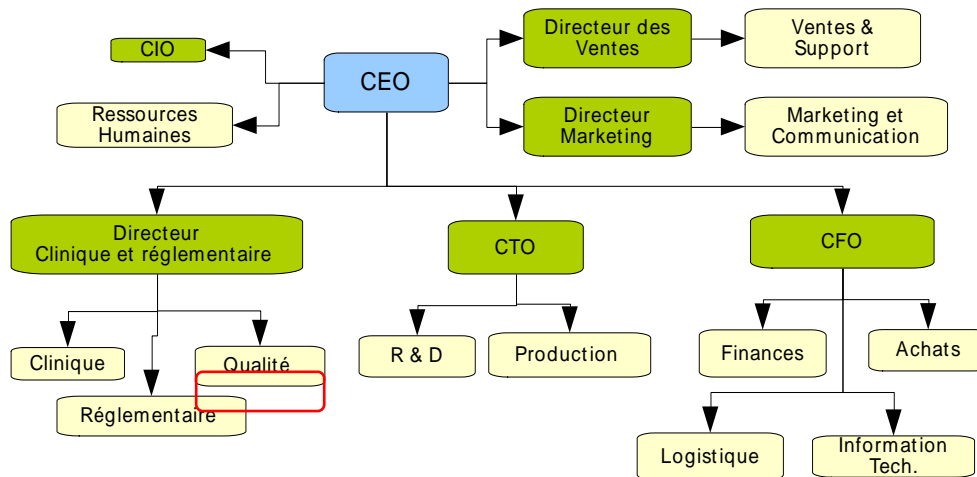 CIO
CEO
Directeur des
Ventes
Ventes &
Support
Ressources
Humaines
Directeur
Marketing
Marketing et
Communication
Directeur
Clinique et réglementaire
CTO
CFO
Clinique
Qualité
R & D
Production
Finances
Achats
Réglementaire
Logistique
Information
Tech.